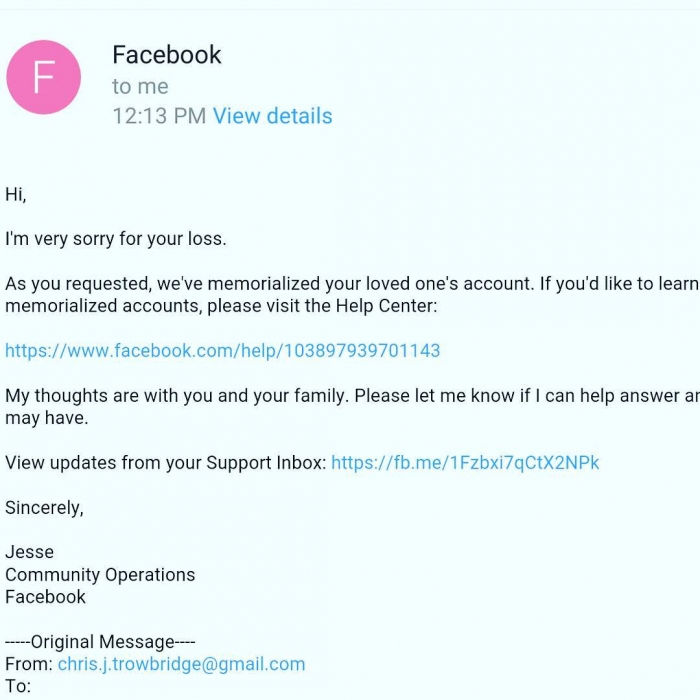 F
Facebook
to me
12:13 PM View details
Hi,
I'm very sorry for your loss.
As you requested, we've memorialized your loved one's account. If you'd like to learn
memorialized accounts, please visit the Help Center:
https://www.facebook.com/help/103897939701143
My thoughts are with you and your family. Please let me know if I can help answer
may have.
View updates from your Support Inbox: https://fb.me/1Fzbxi7qCtX2NPk
Sincerely,
Jesse
Community Operations
Facebook
-----Original Message----
From: chris.j.trowbridge@gmail.com
To: